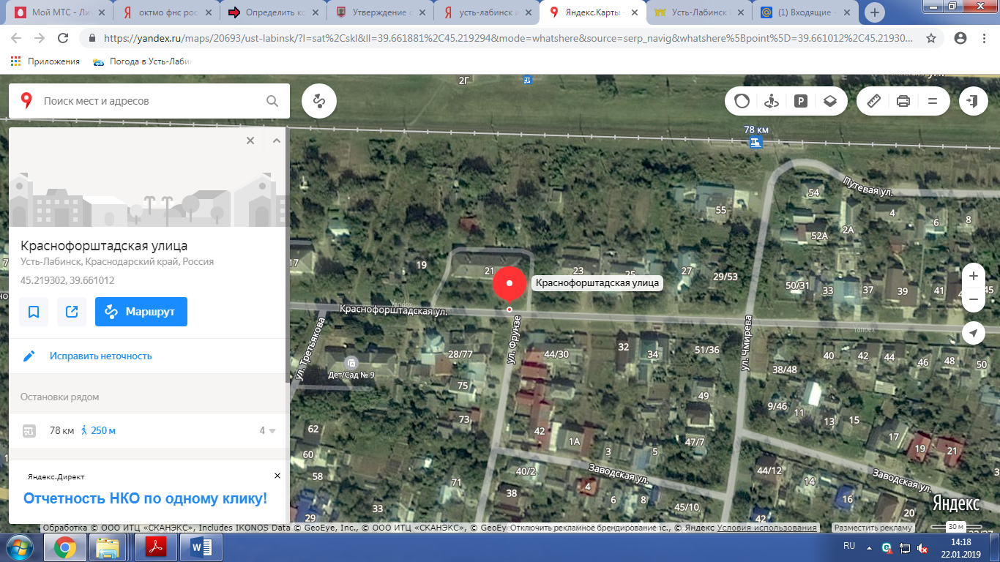 Мой МТС - Ли
октмо фнс рос
Определить ко
Утверждение с
усть-лабинск и
Яндекс.Карты -
Усть-Лабинск
(1) Входящие -
https://yandex.ru/maps/20693/ust-labinsk/?l=sat%2Cskl&ll=39.661881%2C45.219294&mode=whatshere&source=serp_navig&whatshere%5Bpoint%5D=39.661012%2C45.21930...
Приложения
Погода в Усть-Лаби
Поиск мест и адресов
2Г
78 км
Путевая ул.
54
4
6
8
2А
52А
55
Краснофорштадская улица
Усть-Лабинск, Краснодарский край, Россия
45.219302, 39.661012
Маршрут
Исправить неточность
Остановки рядом
78 км
250 м
4
Яндекс.Директ
Отчетность НКО по одному клику!
17
19
21
23
25
27
29/53
50/31
33
37
39
41
45
Краснофорштадская улица
Краснофорштадская ул.
Yandex
Yandex
ул. Третьякова
ул. Фрунзе
ул. Чмирева
Дет/Сад № 9
28/77
44/30
32
34
51/36
38/48
40
42
44
46
48
50
75
49
9/46
11
13
15
73
62
42
1А
3
5
47/7
17
19
21
60
58
40/2
Заводская ул.
44/12
14
Заводская ул.
71
38
4
6
8
16
33
45/10
29
42
20
Яндекс
Обработка © ООО ИТЦ «СКАНЭКС», Includes IKONOS Data © GeoEye, Inc., © ООО ИТЦ «СКАНЭКС», © GeoEy
Отключить рекламное брендирование
nc., © Яндекс Условия использования
Разместить рекламу
30 м
RU
14:18
22.01.2019